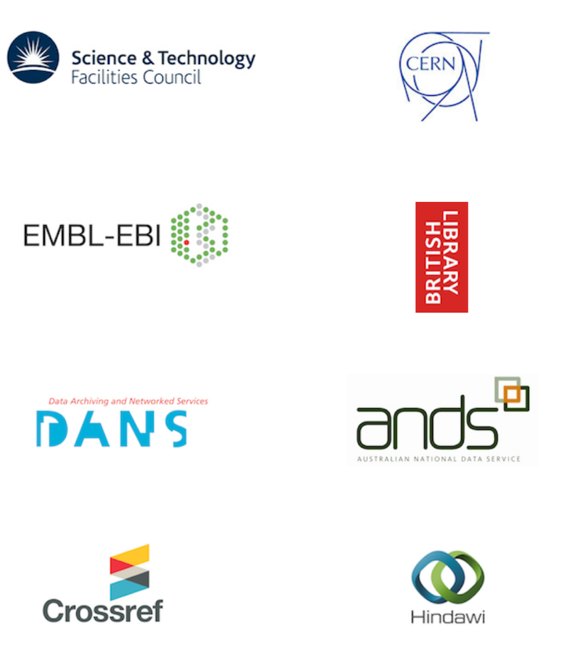 Science & Technology
Facilities Council
CERN
EMBL-EBI
BRITISH
LIBRARY
Data Archiving and Networked Services
DANS
ands
AUSTRALIAN NATIONAL DATA SERVICE
Crossref
Hindawi